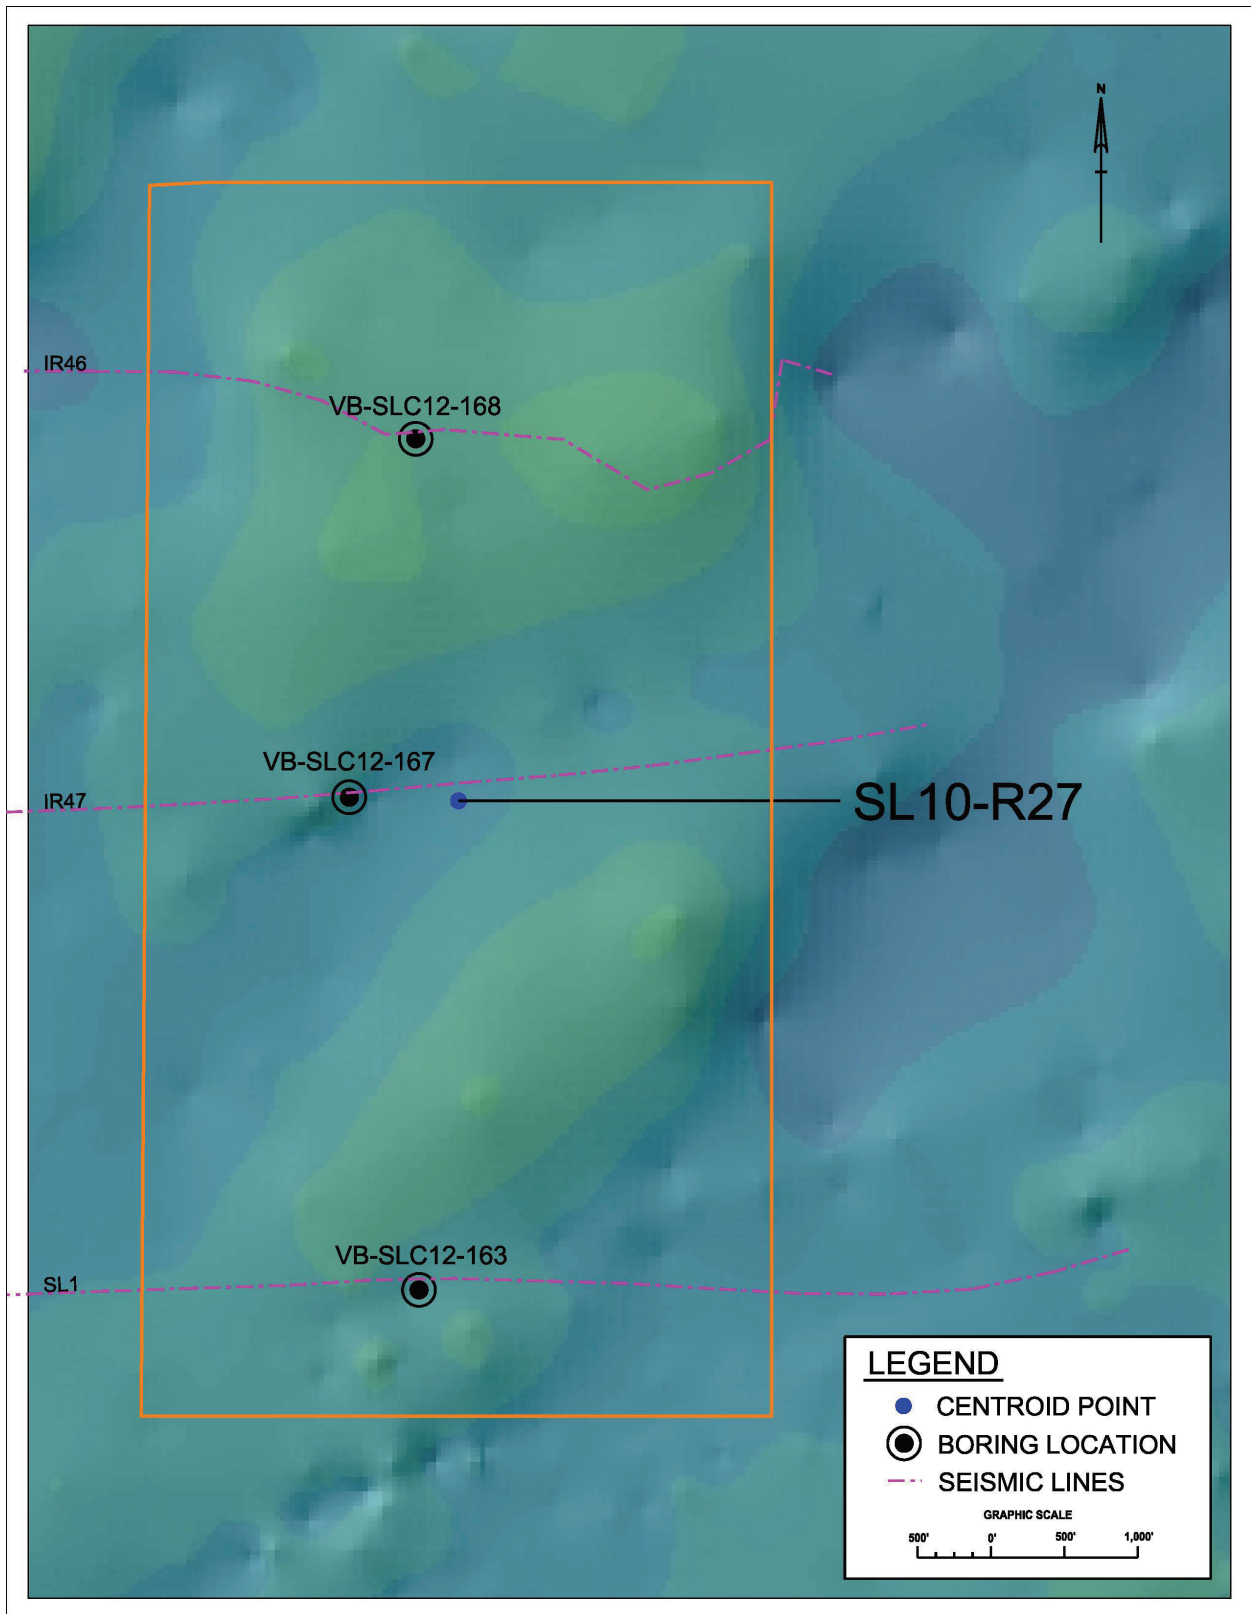 N
IR46
VB-SLC12-168
VB-SLC12-167
IR47
SL10-R27
VB-SLC12-163
SL1
LEGEND
CENTROID POINT
BORING LOCATION
SEISMIC LINES
GRAPHIC SCALE
500' 0' 500' 1,000'